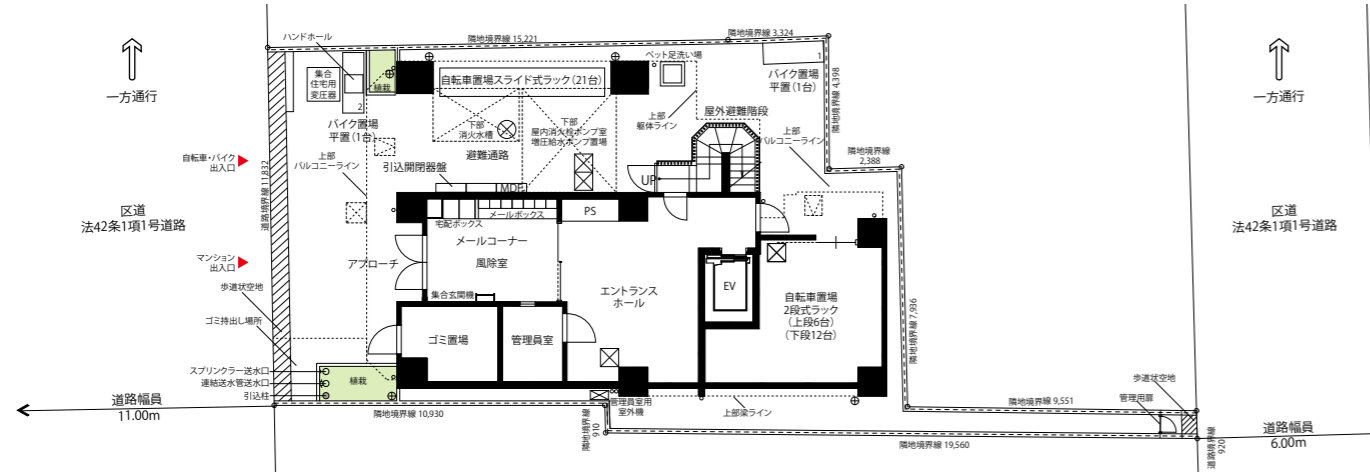 ハンドホール
隣地境界線 15,221
隣地境界線 3,324
一方通行
集合
住宅用
変圧器
2
植栽
自転車置場スライド式ラック(21台)
ペット足洗い場
1
バイク置場
平置(1台)
隣地境界線 4,398
一方通行
バイク置場
平置(1台)
下部
消火水槽
下部
屋内消火栓ポンプ室
増圧給水ポンプ置場
上部
躯体ライン
屋外避難階段
上部
バルコニーライン
隣地境界線
2,388
自転車・バイク
出入口
上部
バルコニーライン
避難通路
引込開閉器盤
MDF
UP
道路境界線 11,832
区道
法42条1項1号道路
宅配ボックス
メールボックス
PS
区道
法42条1項1号道路
メールコーナー
風除室
マンション
出入口
アプローチ
集合玄関機
エントランス
ホール
EV
自転車置場
2段式ラック
(上段6台)
(下段12台)
隣地境界線 7,936
歩道状空地
ゴミ持出し場所
ゴミ置場
管理員室
スプリンクラー送水口
連結送水管送水口
引込柱
植栽
道路幅員
11.00m
隣地境界線 10,930
隣地境界線
910
管理員室用
室外機
上部梁ライン
隣地境界線 9,551
歩道状空地
管理用扉
隣地境界線 19,560
道路境界線
920
道路幅員
6.00m